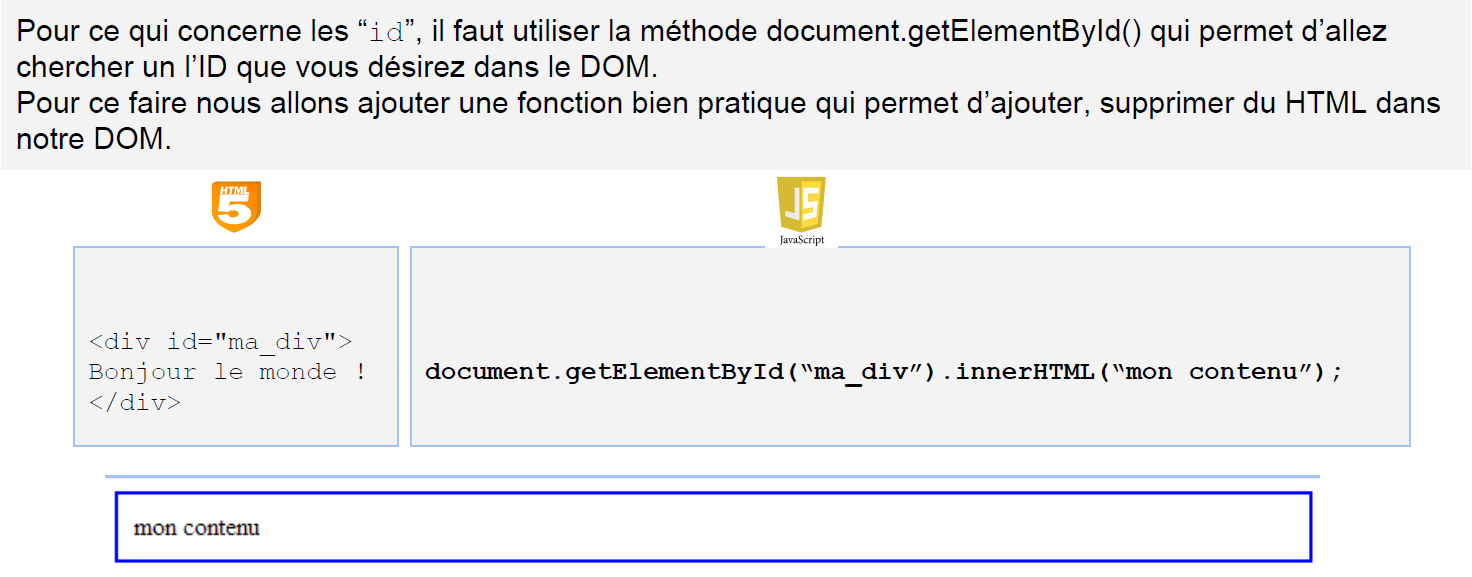 Pour ce qui concerne les “id”, il faut utiliser la méthode document.getElementById() qui permet d’allez
chercher un l’ID que vous désirez dans le DOM.
Pour ce faire nous allons ajouter une fonction bien pratique qui permet d’ajouter, supprimer du HTML dans
notre DOM.
HTML
5
JS
JavaScript
<div id="ma_div">
Bonjour le monde !
</div>
document.getElementById(“ma_div”).innerHTML(“mon contenu”);
mon contenu